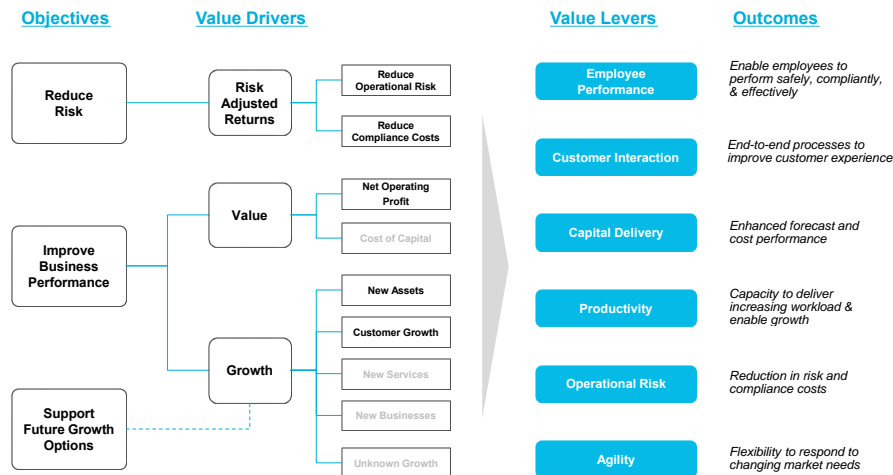 Objectives
Value Drivers
Value Levers
Outcomes
Reduce
Risk
Risk
Adjusted
Returns
Reduce
Operational Risk
Reduce
Compliance Costs
Improve
Business
Performance
Value
Net Operating
Profit
Cost of Capital
Growth
New Assets
Customer Growth
New Services
New Businesses
Unknown Growth
Support
Future Growth
Options
Employee
Performance
Enable employees to
perform safely, compliantly,
& effectively
Customer Interaction
End-to-end processes to
improve customer experience
Capital Delivery
Enhanced forecast and
cost performance
Productivity
Capacity to deliver
increasing workload &
enable growth
Operational Risk
Reduction in risk and
compliance costs
Agility
Flexibility to respond to
changing market needs